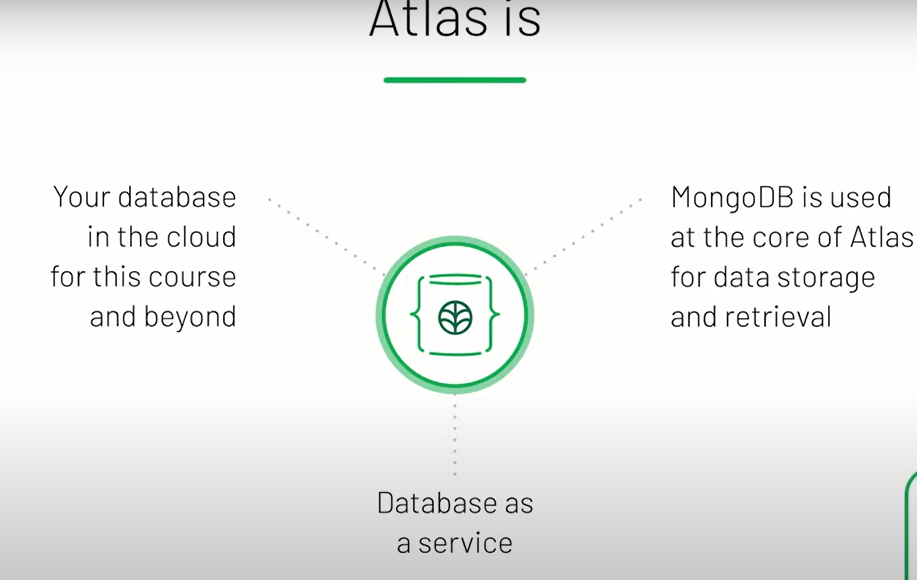 Atlas is
Your database
in the cloud
for this course
and beyond
MongoDB is used
at the core of Atlas
for data storage
and retrieval
Database as
a service